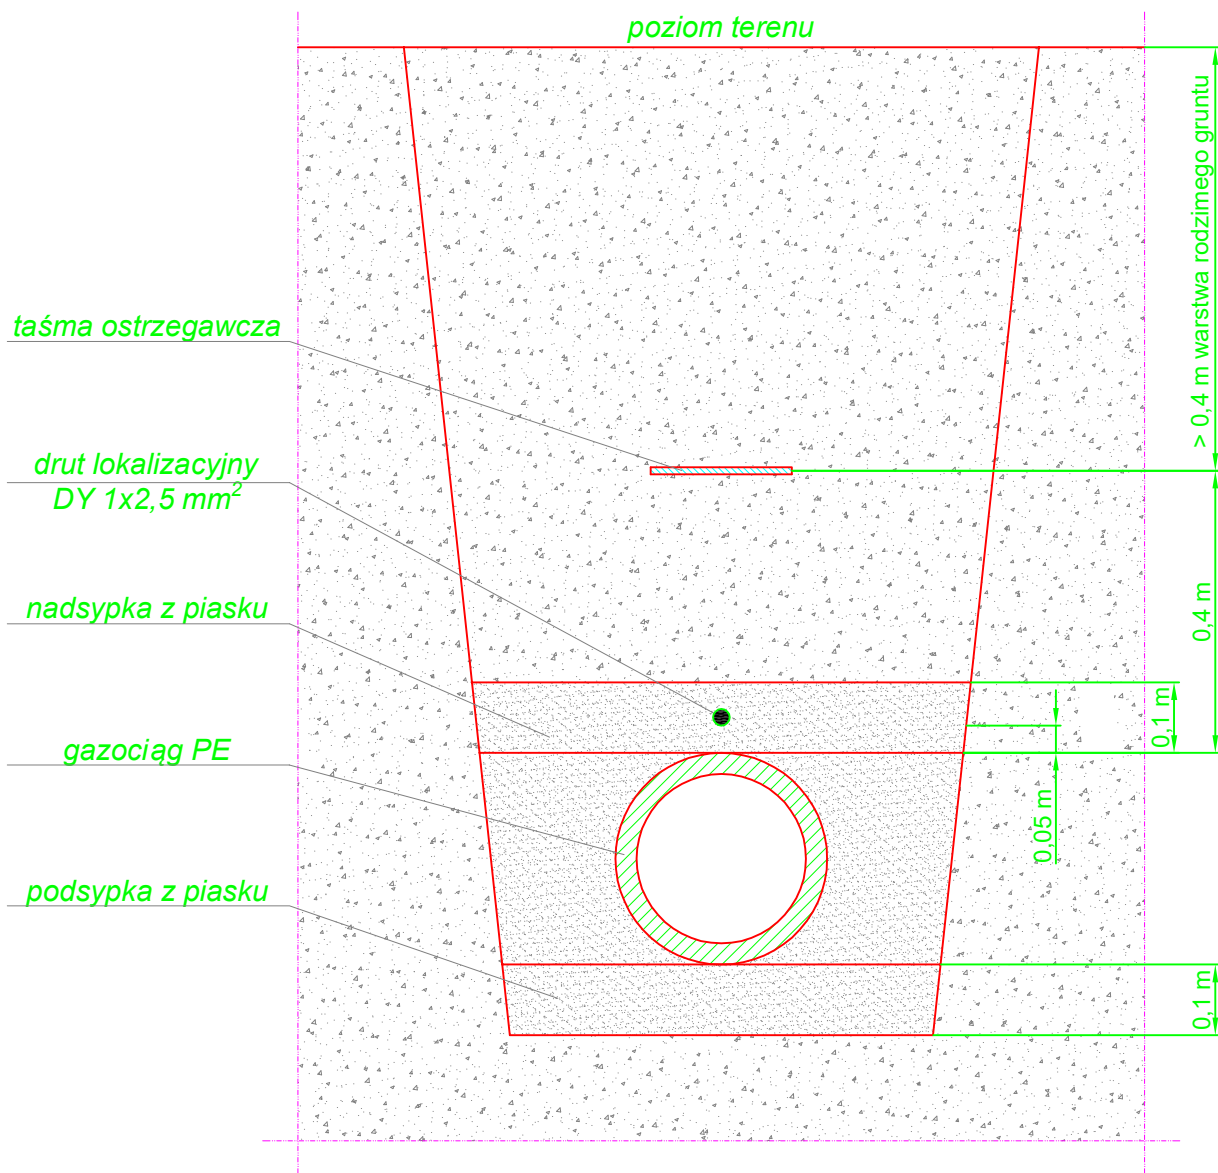 poziom terenu
> 0,4 m warstwa rodzimego gruntu
taśma ostrzegawcza
drut lokalizacyjny
DY 1x2,5 mm²
0,4 m
nadsypka z piasku
0,1 m
gazociąg PE
0,05 m
podsypka z piasku
0,1 m